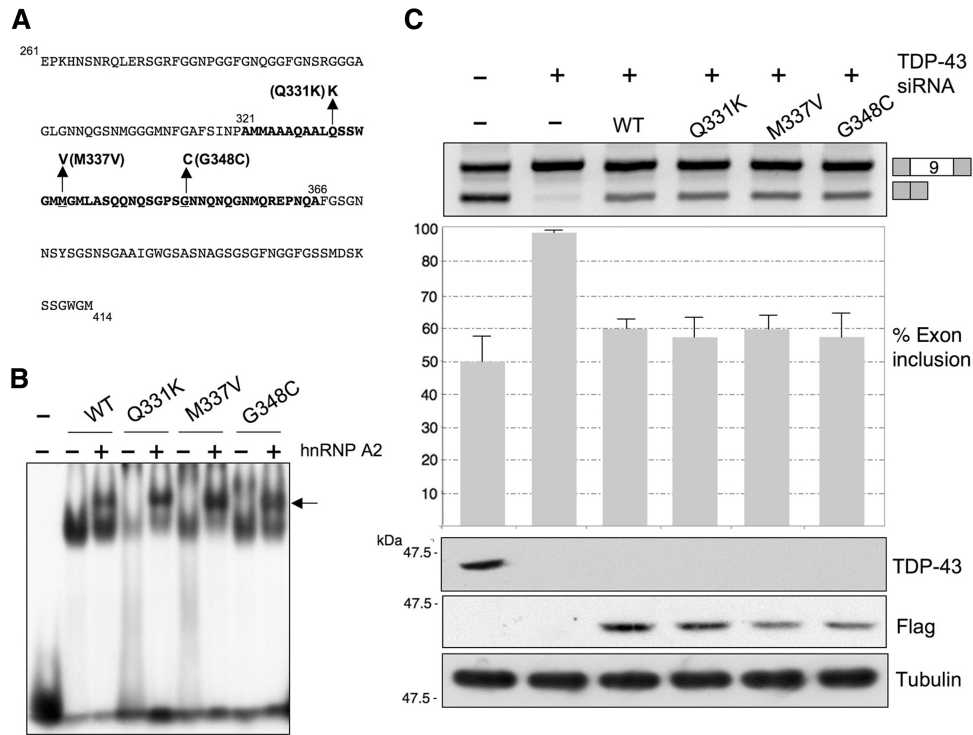 A
261
EPKHNSNRQLERSGRFGGNPGGFGNQGGFGNSRGGGA
(Q331K) K
321
GLGNNQGSNMGGGMNFGAFSINPAMMAAAQAALQSSW
V (M337V) C (G348C)
366
GMMGMLASQQNQSGPSGNNQNQGNMQREPNQAFGSGN
NSYSGSNSGAAIGWGSASNAGSGSGFNGGFGSSMDSK
SSGWGM
414
B
– WT Q331K M337V G348C
– – + – + – + – + hnRNP A2
C
– + + + + + TDP-43 siRNA
– – WT Q331K M337V G348C
9
100
80
70
60
50
40
30
20
10
% Exon inclusion
kDa
47.5 -
TDP-43
47.5 -
Flag
Tubulin
47.5 -